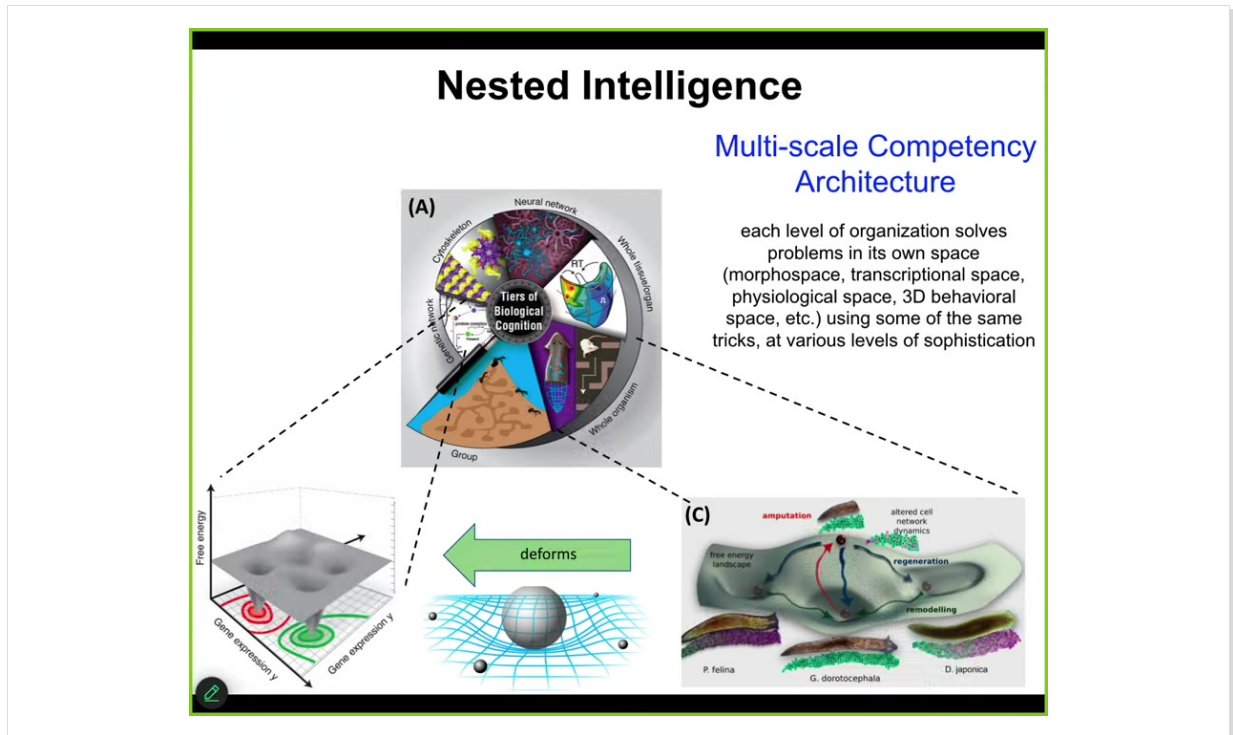 Nested Intelligence
Multi-scale Competency
Architecture
each level of organization solves
problems in its own space
(morphospace, transcriptional space,
physiological space, 3D behavioral
space, etc.) using some of the same
tricks, at various levels of sophistication
(A)
Neural network
Cytoskeleton
Whole tissue/organ
RT
Tiers of
Biological
Cognition
Genetic network
Whole organism
Group
Free energy
Gene expression y
Gene expression y
deforms
(C)
amputation
altered cell
network
dynamics
free energy
landscape
regeneration
remodelling
P. felina
G. dorotocephala
D. japonica